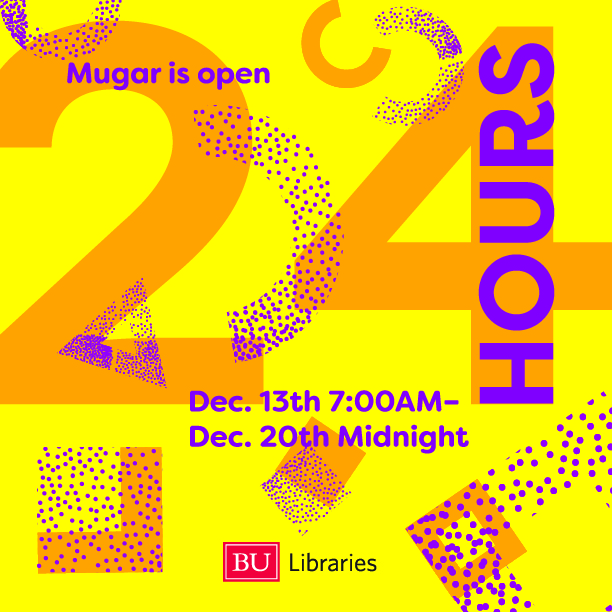 Mugar is open
24
HOURS
Dec. 13th 7:00AM–
Dec. 20th Midnight
BU Libraries